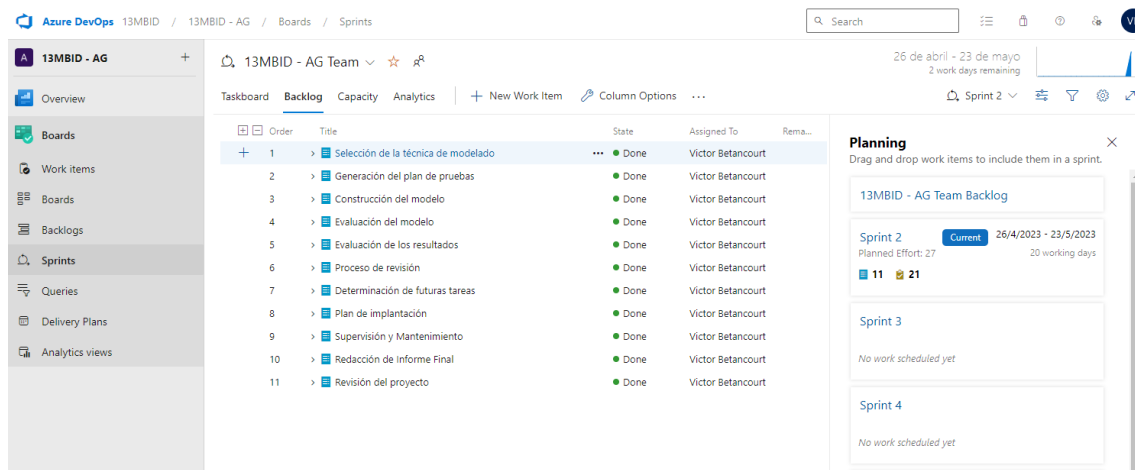 Azure DevOps 13MBID / 13MBID - AG / Boards / Sprints
Search
A 13MBID - AG +
Overview
Boards
Work items
Boards
Backlogs
Sprints
Queries
Delivery Plans
Analytics views
13MBID - AG Team
26 de abril - 23 de mayo
2 work days remaining
Taskboard Backlog Capacity Analytics + New Work Item Column Options ...
Sprint 2
Order Title State Assigned To Rema...
1 Selección de la técnica de modelado ... Done Victor Betancourt
2 Generación del plan de pruebas Done Victor Betancourt
3 Construcción del modelo Done Victor Betancourt
4 Evaluación del modelo Done Victor Betancourt
5 Evaluación de los resultados Done Victor Betancourt
6 Proceso de revisión Done Victor Betancourt
7 Determinación de futuras tareas Done Victor Betancourt
8 Plan de implantación Done Victor Betancourt
9 Supervisión y Mantenimiento Done Victor Betancourt
10 Redacción de Informe Final Done Victor Betancourt
11 Revisión del proyecto Done Victor Betancourt
Planning
Drag and drop work items to include them in a sprint.
13MBID - AG Team Backlog
Sprint 2 Current 26/4/2023 - 23/5/2023
Planned Effort: 27 20 working days
11 21
Sprint 3
No work scheduled yet
Sprint 4
No work scheduled yet